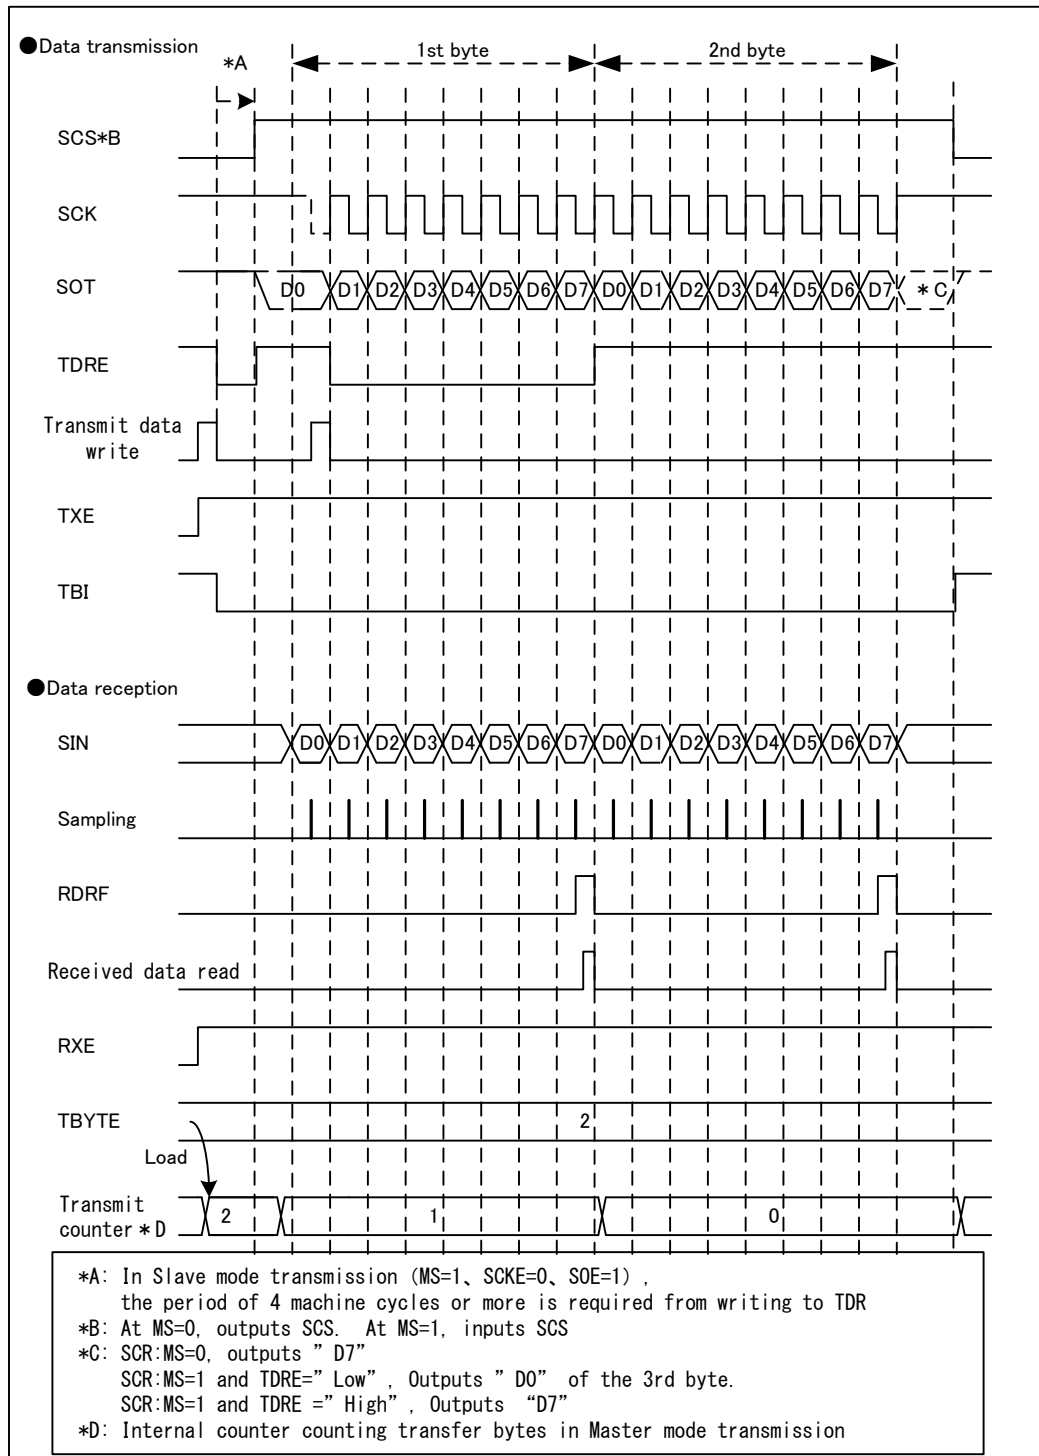 ●Data transmission
1st byte
2nd byte
*A
SCS*B
SCK
SOT
D0 D1 D2 D3 D4 D5 D6 D7 D0 D1 D2 D3 D4 D5 D6 D7 *C
TDRE
Transmit data
write
TXE
TBI
●Data reception
SIN
D0 D1 D2 D3 D4 D5 D6 D7 D0 D1 D2 D3 D4 D5 D6 D7
Sampling
RDRF
Received data read
RXE
TBYTE
2
Load
Transmit
counter *D
2 1 0
*A: In Slave mode transmission (MS=1、SCKE=0、SOE=1) ,
the period of 4 machine cycles or more is required from writing to TDR
*B: At MS=0, outputs SCS. At MS=1, inputs SCS
*C: SCR:MS=0, outputs ” D7”
SCR:MS=1 and TDRE=” Low” , Outputs ” D0” of the 3rd byte.
SCR:MS=1 and TDRE =” High” , Outputs “D7”
*D: Internal counter counting transfer bytes in Master mode transmission